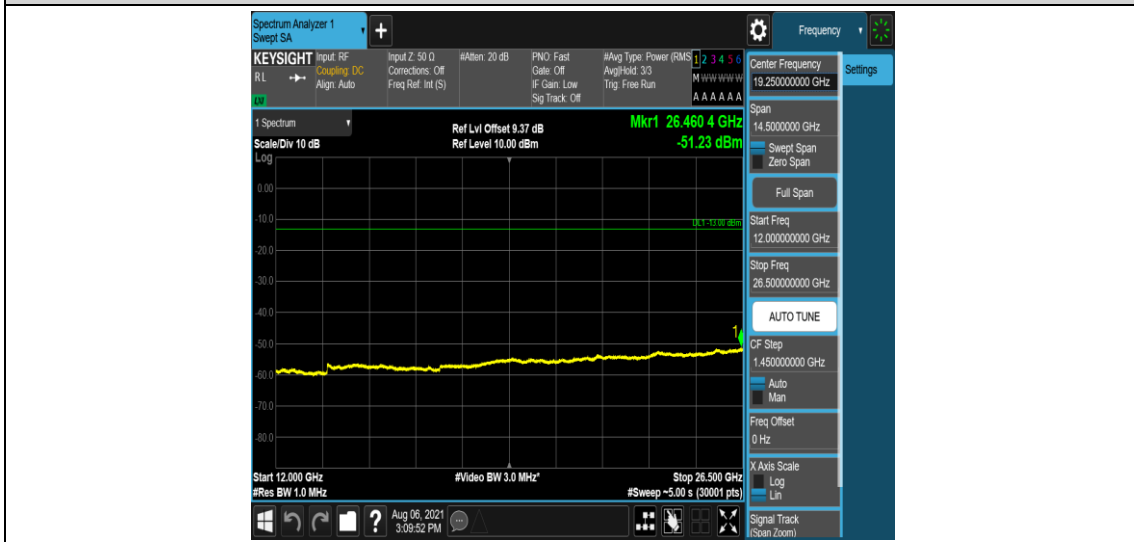 Spectrum Analyzer 1
Swept SA
+
Frequency
KEYSIGHT
RL
LXI
Input: RF
Coupling: DC
Align: Auto
Input Z: 50 Ω
Corrections: Off
Freq Ref: Int (S)
#Atten: 20 dB
PNO: Fast
Gate: Off
IF Gain: Low
Sig Track: Off
#Avg Type: Power (RMS
Avg|Hold: 3/3
Trig: Free Run
1 2 3 4 5 6
M W W W W W
A A A A A A
1 Spectrum
Scale/Div 10 dB
Log
Ref Lvl Offset 9.37 dB
Ref Level 10.00 dBm
Mkr1 26.460 4 GHz
-51.23 dBm
0.00
-10.0
DL1 -13.00 dBm
-20.0
-30.0
-40.0
1
-50.0
-60.0
-70.0
-80.0
Start 12.000 GHz
#Video BW 3.0 MHz*
Stop 26.500 GHz
#Res BW 1.0 MHz
#Sweep ~5.00 s (30001 pts)
?
Aug 06, 2021
3:09:52 PM
Center Frequency
19.250000000 GHz
Settings
Span
14.5000000 GHz
Swept Span
Zero Span
Full Span
Start Freq
12.000000000 GHz
Stop Freq
26.500000000 GHz
AUTO TUNE
CF Step
1.450000000 GHz
Auto
Man
Freq Offset
0 Hz
X Axis Scale
Log
Lin
Signal Track
(Span Zoom)